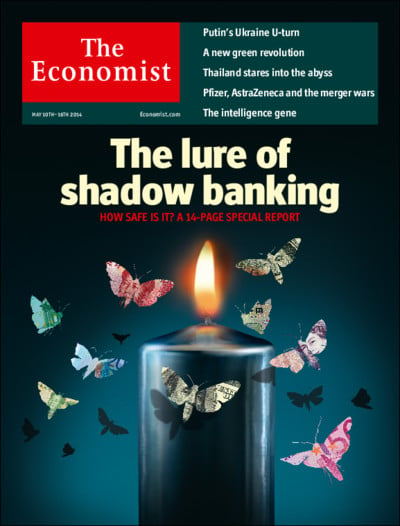 The
Economist
MAY 10TH–16TH 2014
Economist.com
Putin's Ukraine U-turn
A new green revolution
Thailand stares into the abyss
Pfizer, AstraZeneca and the merger wars
The intelligence gene
The lure of
shadow banking
HOW SAFE IS IT? A 14-PAGE SPECIAL REPORT